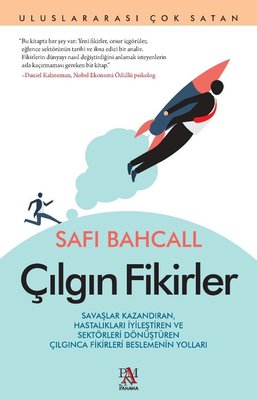 ULUSLARARASI ÇOK SATAN
"Bu kitapta her şey var: Yeni fikirler, onsur içgörüler,
eğlence sektörünün tarihi ve ikna edici bir analiz.
Fikirlerin dünyayı nasıl değiştirdiğini anlamak isteyenlerin
asla kaçırmaması gereken bir kitap."
–Daniel Kahneman, Nobel Ekonomi Ödüllü psikolog
SAFI BAHCALL
Çılgın Fikirler
SAVAŞLAR KAZANDIRAN,
HASTALIKLARI İYİLEŞTİREN VE
SEKTÖRLERİ DÖNÜŞTÜREN
ÇILGINCA FİKİRLERİ BESLEMENİN YOLLARI
PANAMA